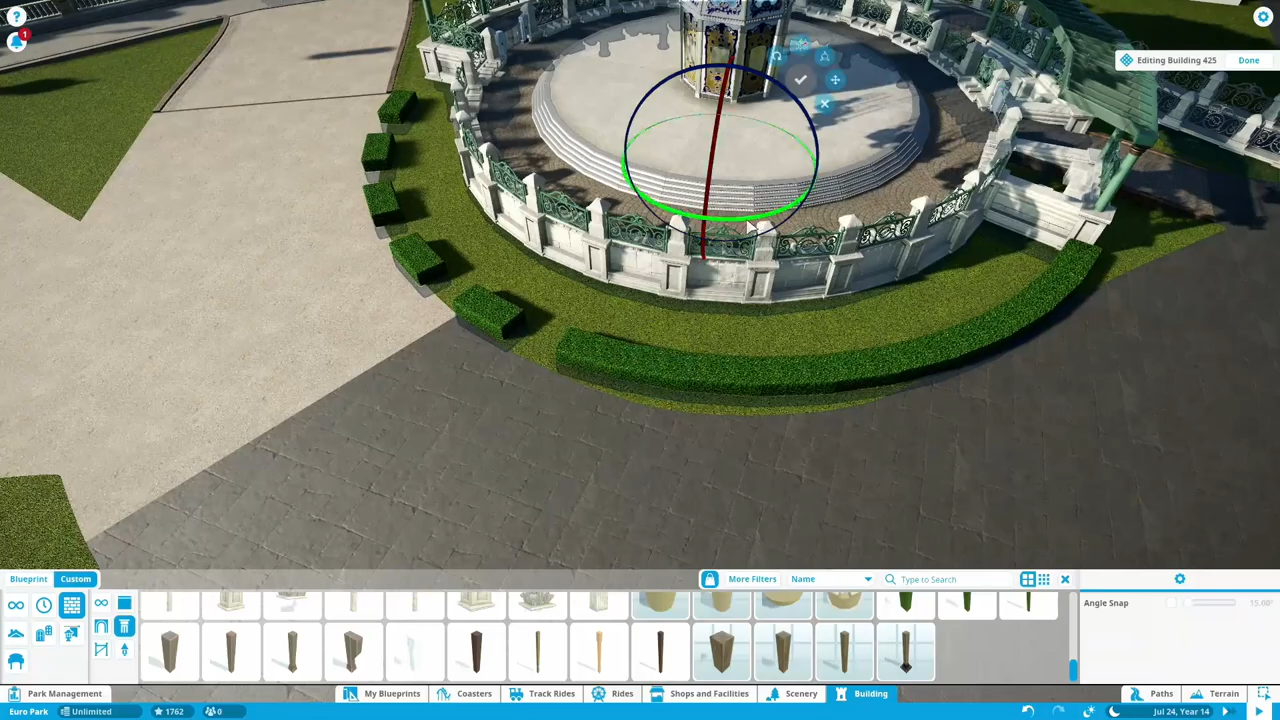 ?
1
Editing Building 425 Done
Blueprint Custom
More Filters Name Type to Search
Angle Snap 15.00°
Park Management My Blueprints Coasters Track Rides Rides Shops and Facilities Scenery Building Paths Terrain
Euro Park Unlimited 1762 0 Jul 24, Year 14